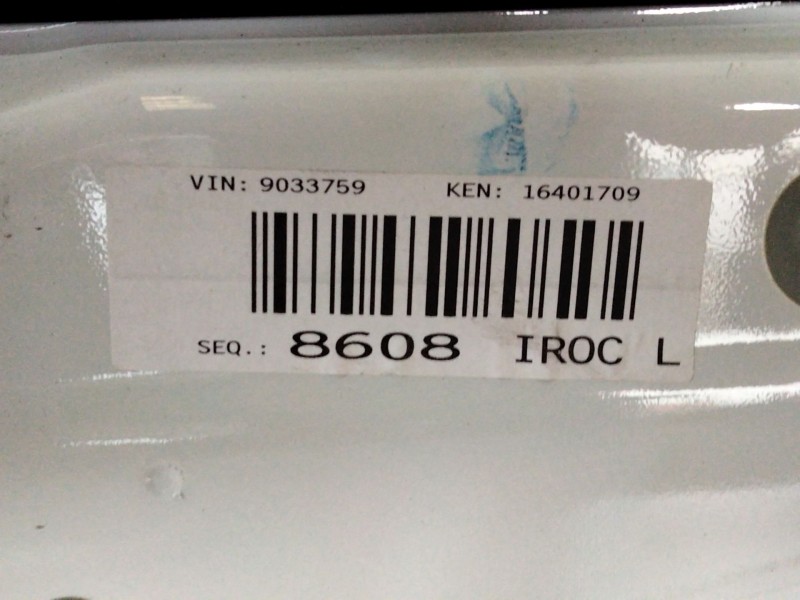 VIN: 9033759 KEN: 16401709
SEQ.: 8608 IROC L